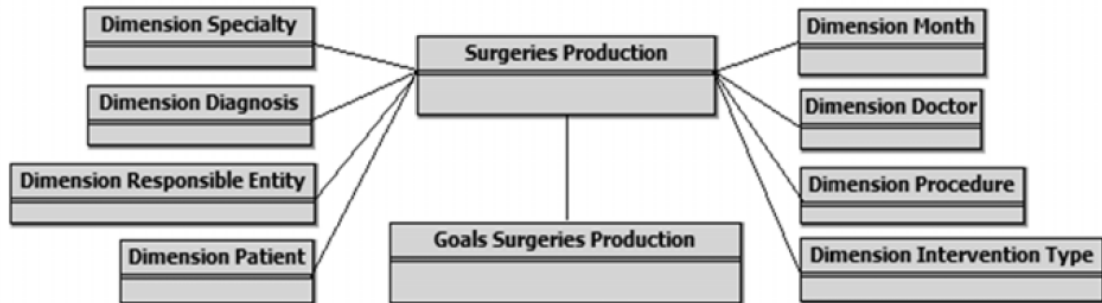 Dimension Specialty
Dimension Diagnosis
Dimension Responsible Entity
Dimension Patient
Surgeries Production
Goals Surgeries Production
Dimension Month
Dimension Doctor
Dimension Procedure
Dimension Intervention Type